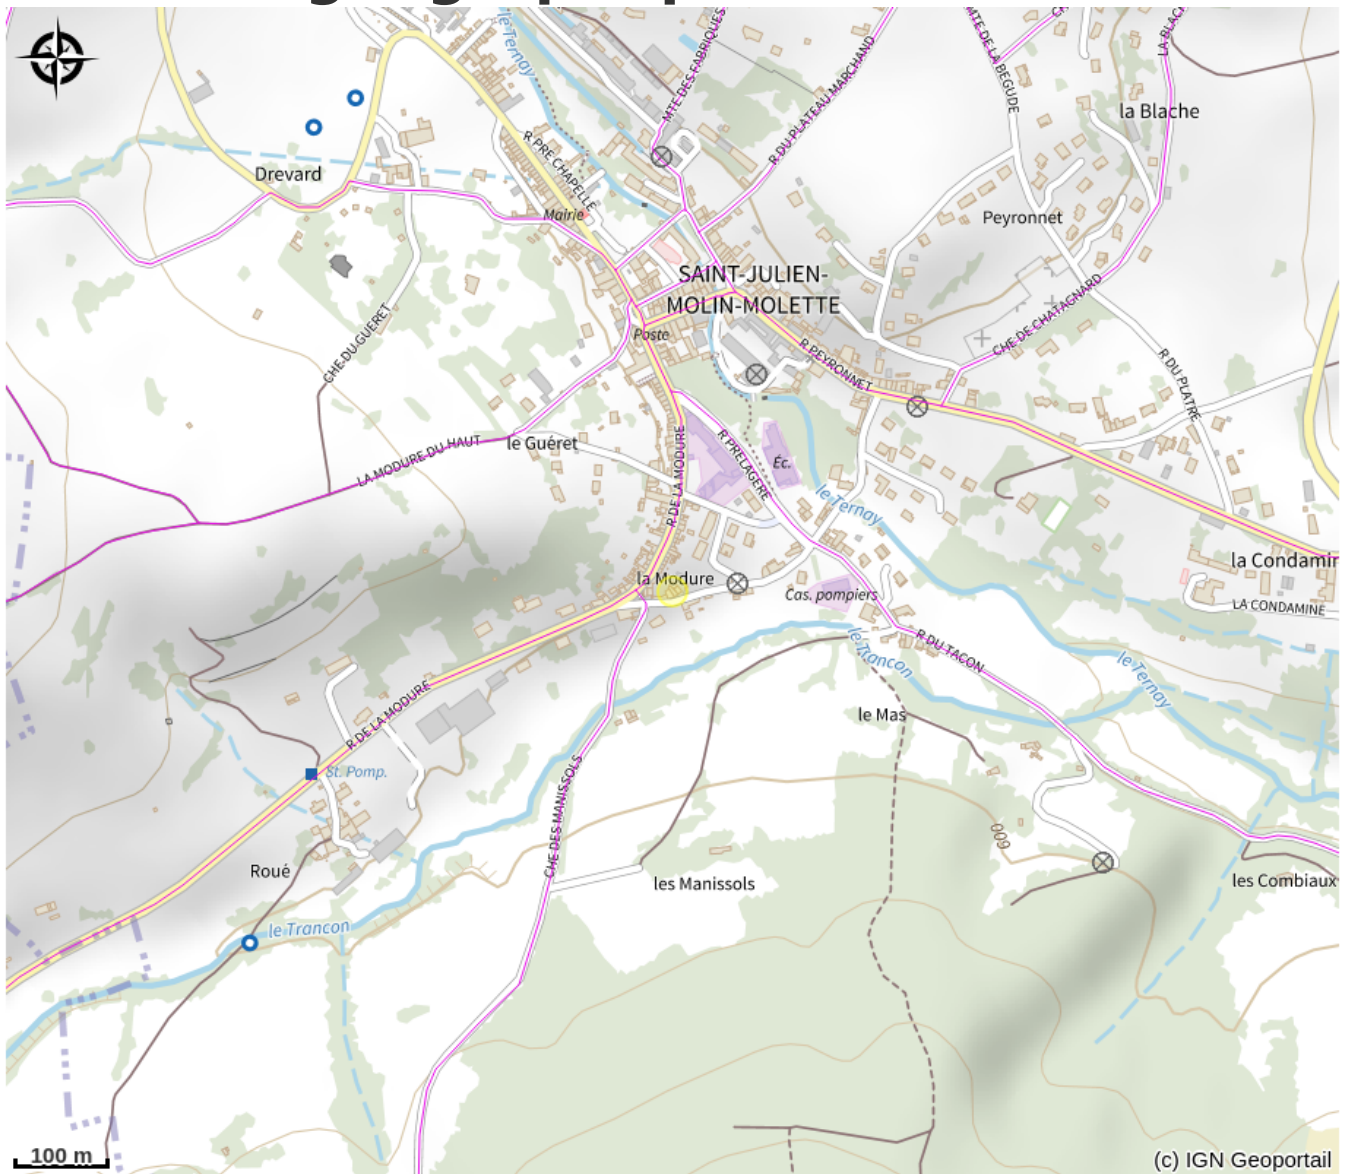 le Ternay
MTE DES FABRIQUES
R DU PLATEAU MARCHAND
MTE DE LA BEGUDE
LA BLACH
la Blache
R PRE CHAPELLE
Drevard
Mairie
Peyronnet
SAINT-JULIEN-
MOLIN-MOLETTE
CHE DE CHATAGNARD
CHE-DU-GUERET
Poste
R PEYRONNET
R DU PLATRE
LA MODURE DU HAUT
le Guéret
R DE LA MODURE
R PRELAGERE
Éc.
le Ternay
la Condamin
la Modure
Cas. pompiers
LA CONDAMINE
le Trancon
R DU TACON
le Ternay
R DE LA MODURE
le Mas
St. Pomp.
CHE DES MANISSOLS
600
Roué
les Manissols
les Combiaux
le Trancon
100 m
(c) IGN Geoportail